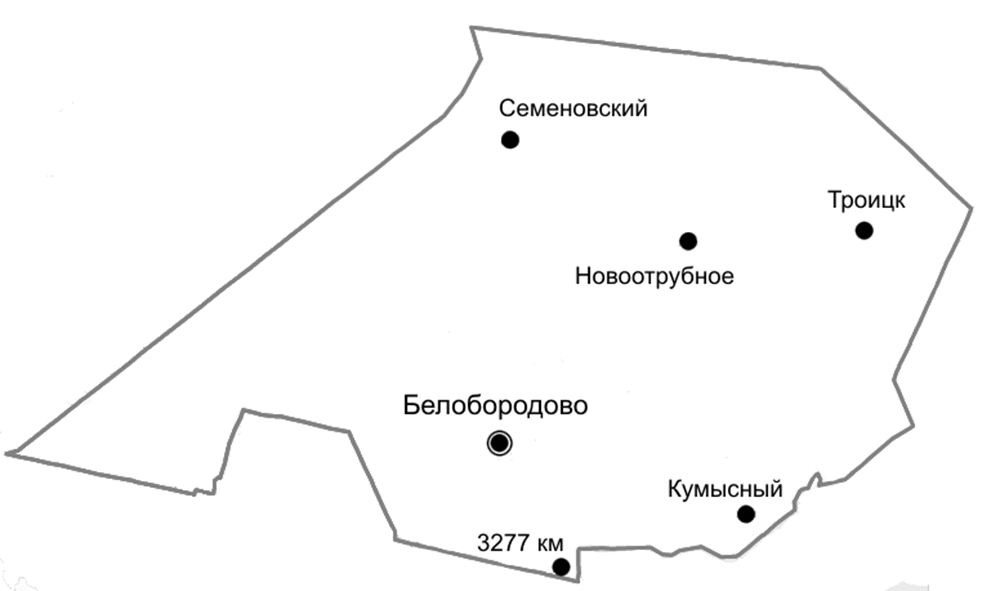 Семеновский
Троицк
Новоотрубное
Белобородово
Кумысный
3277 км